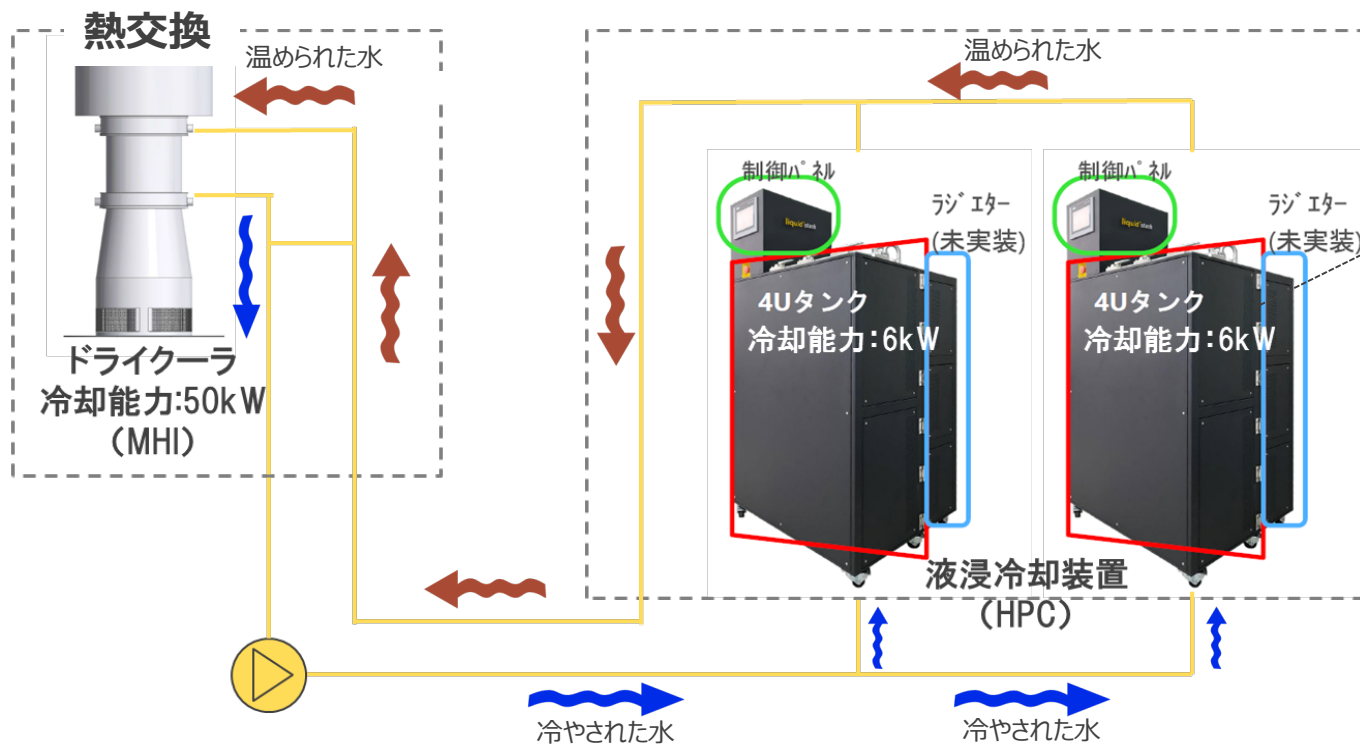 熱交換
温められた水
ドライクーラ
冷却能力:50kW
(MHI)
温められた水
制御パネル
liquidstack
ラジエター
(未実装)
4Uタンク
冷却能力:6kW
制御パネル
liquidstack
ラジエター
(未実装)
4Uタンク
冷却能力:6kW
液浸冷却装置
(HPC)
冷やされた水
冷やされた水